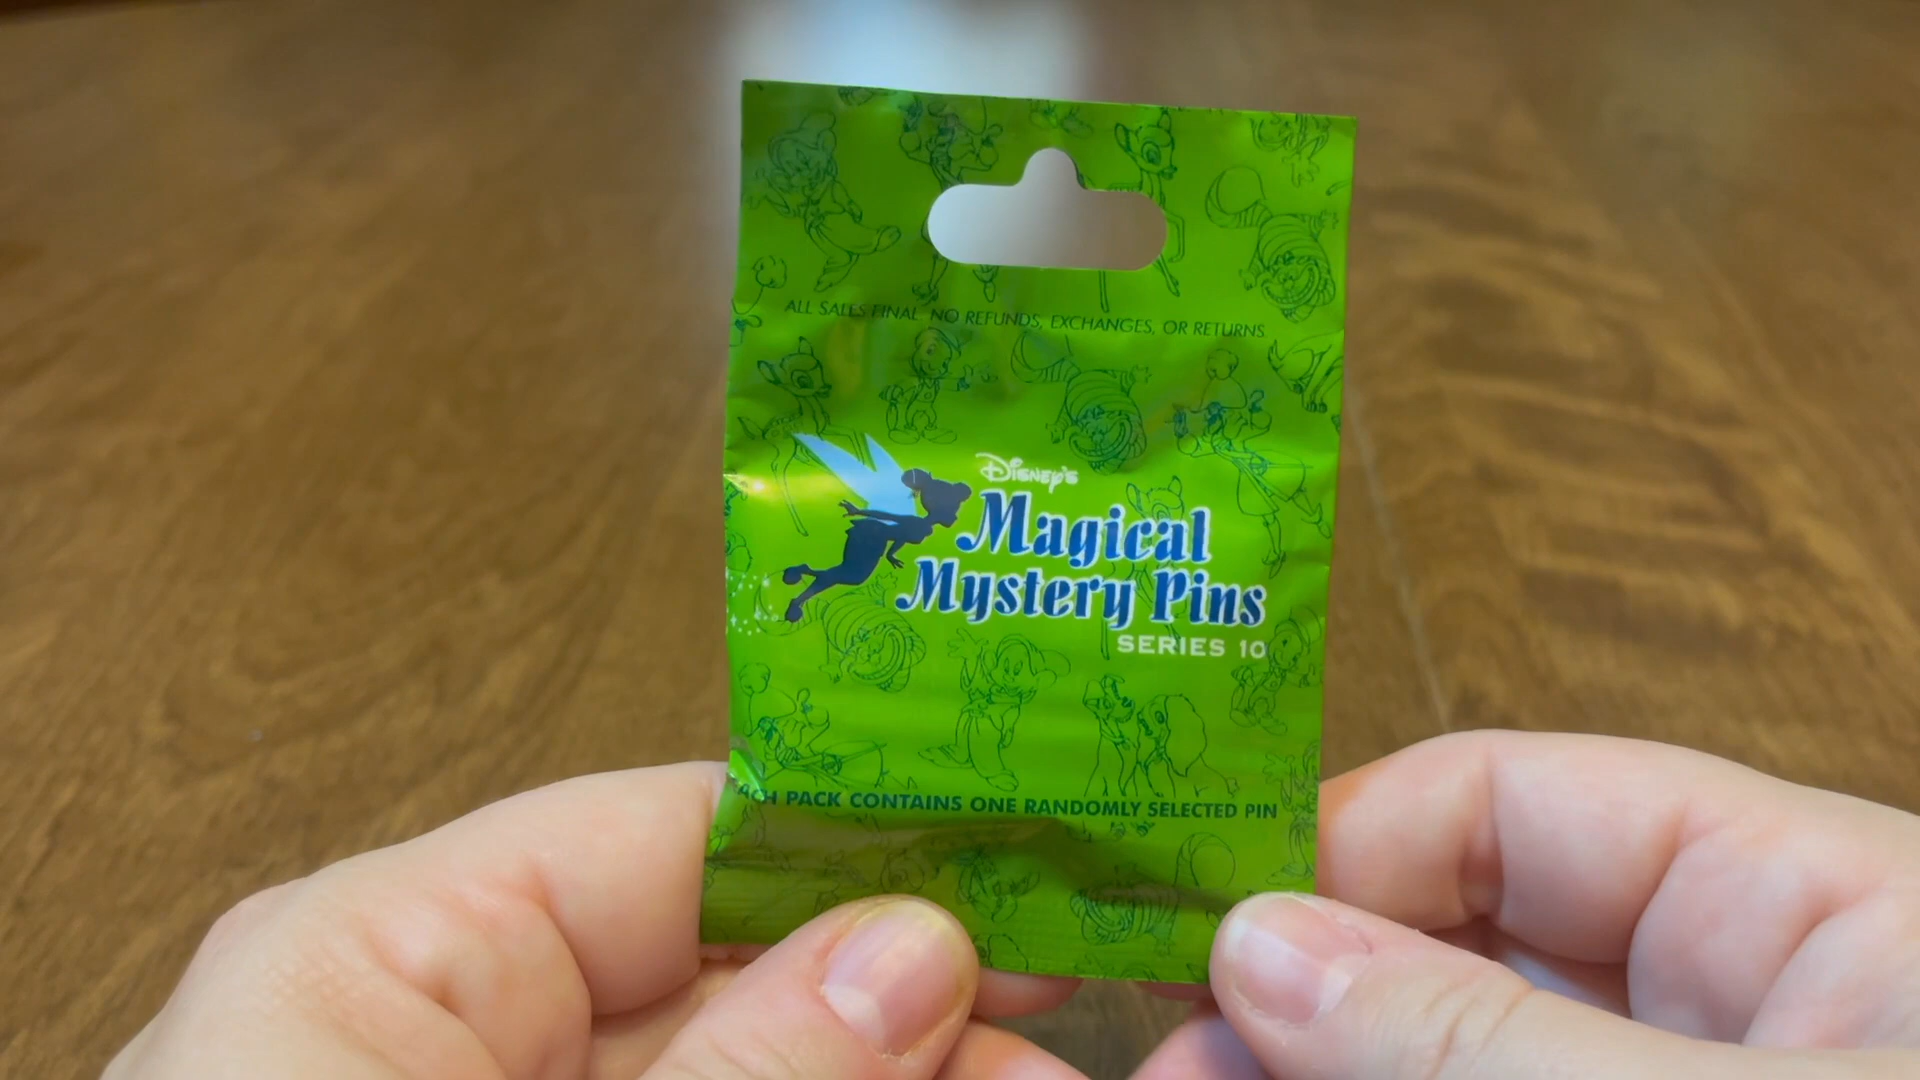 ALL SALES FINAL. NO REFUNDS, EXCHANGES, OR RETURNS.
Disney's
Magical
Mystery Pins
SERIES 10
EACH PACK CONTAINS ONE RANDOMLY SELECTED PIN